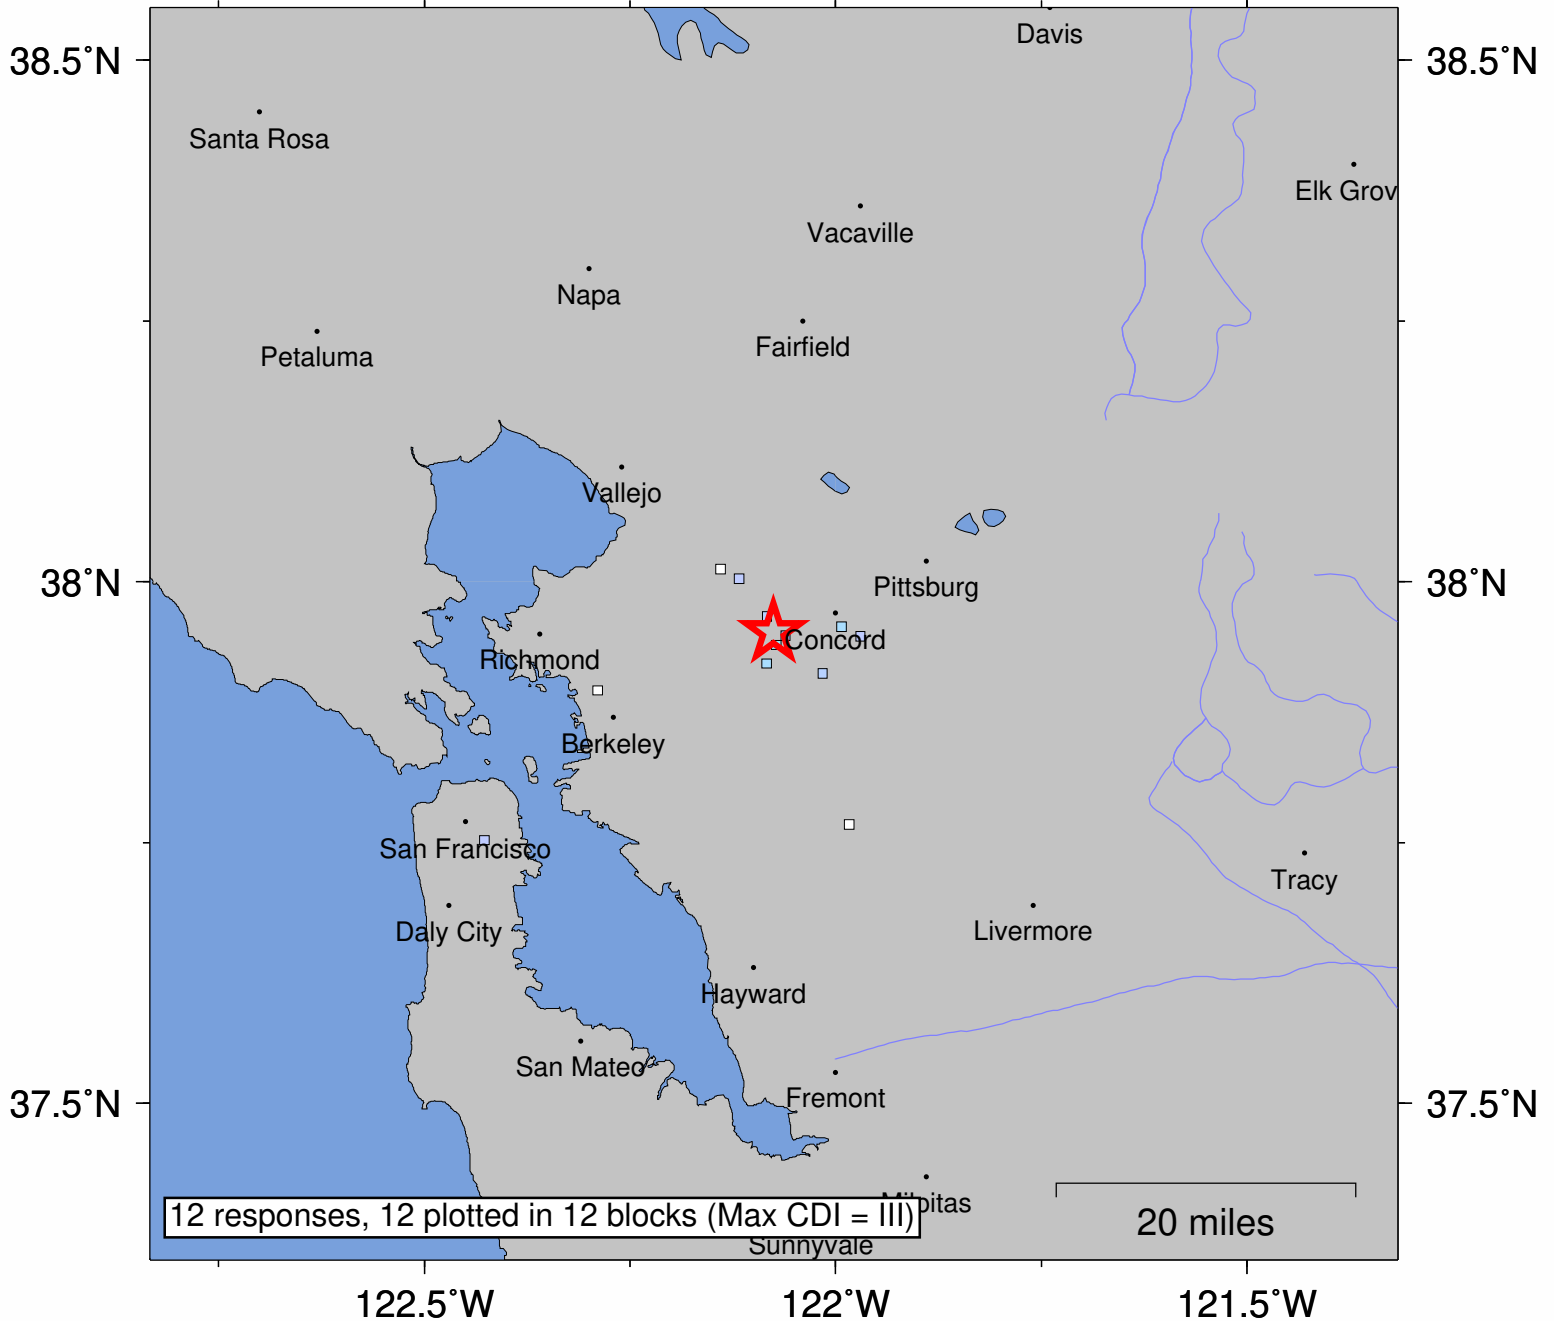 Davis
38.5°N
38.5°N
Santa Rosa
Elk Grov
Vacaville
Napa
Fairfield
Petaluma
Vallejo
38°N
Pittsburg
38°N
Concord
Richmond
Berkeley
San Francisco
Tracy
Daly City
Livermore
Hayward
San Mateo
Fremont
37.5°N
37.5°N
Milpitas
12 responses, 12 plotted in 12 blocks (Max CDI = III)
20 miles
Sunnyvale
122.5°W
122°W
121.5°W